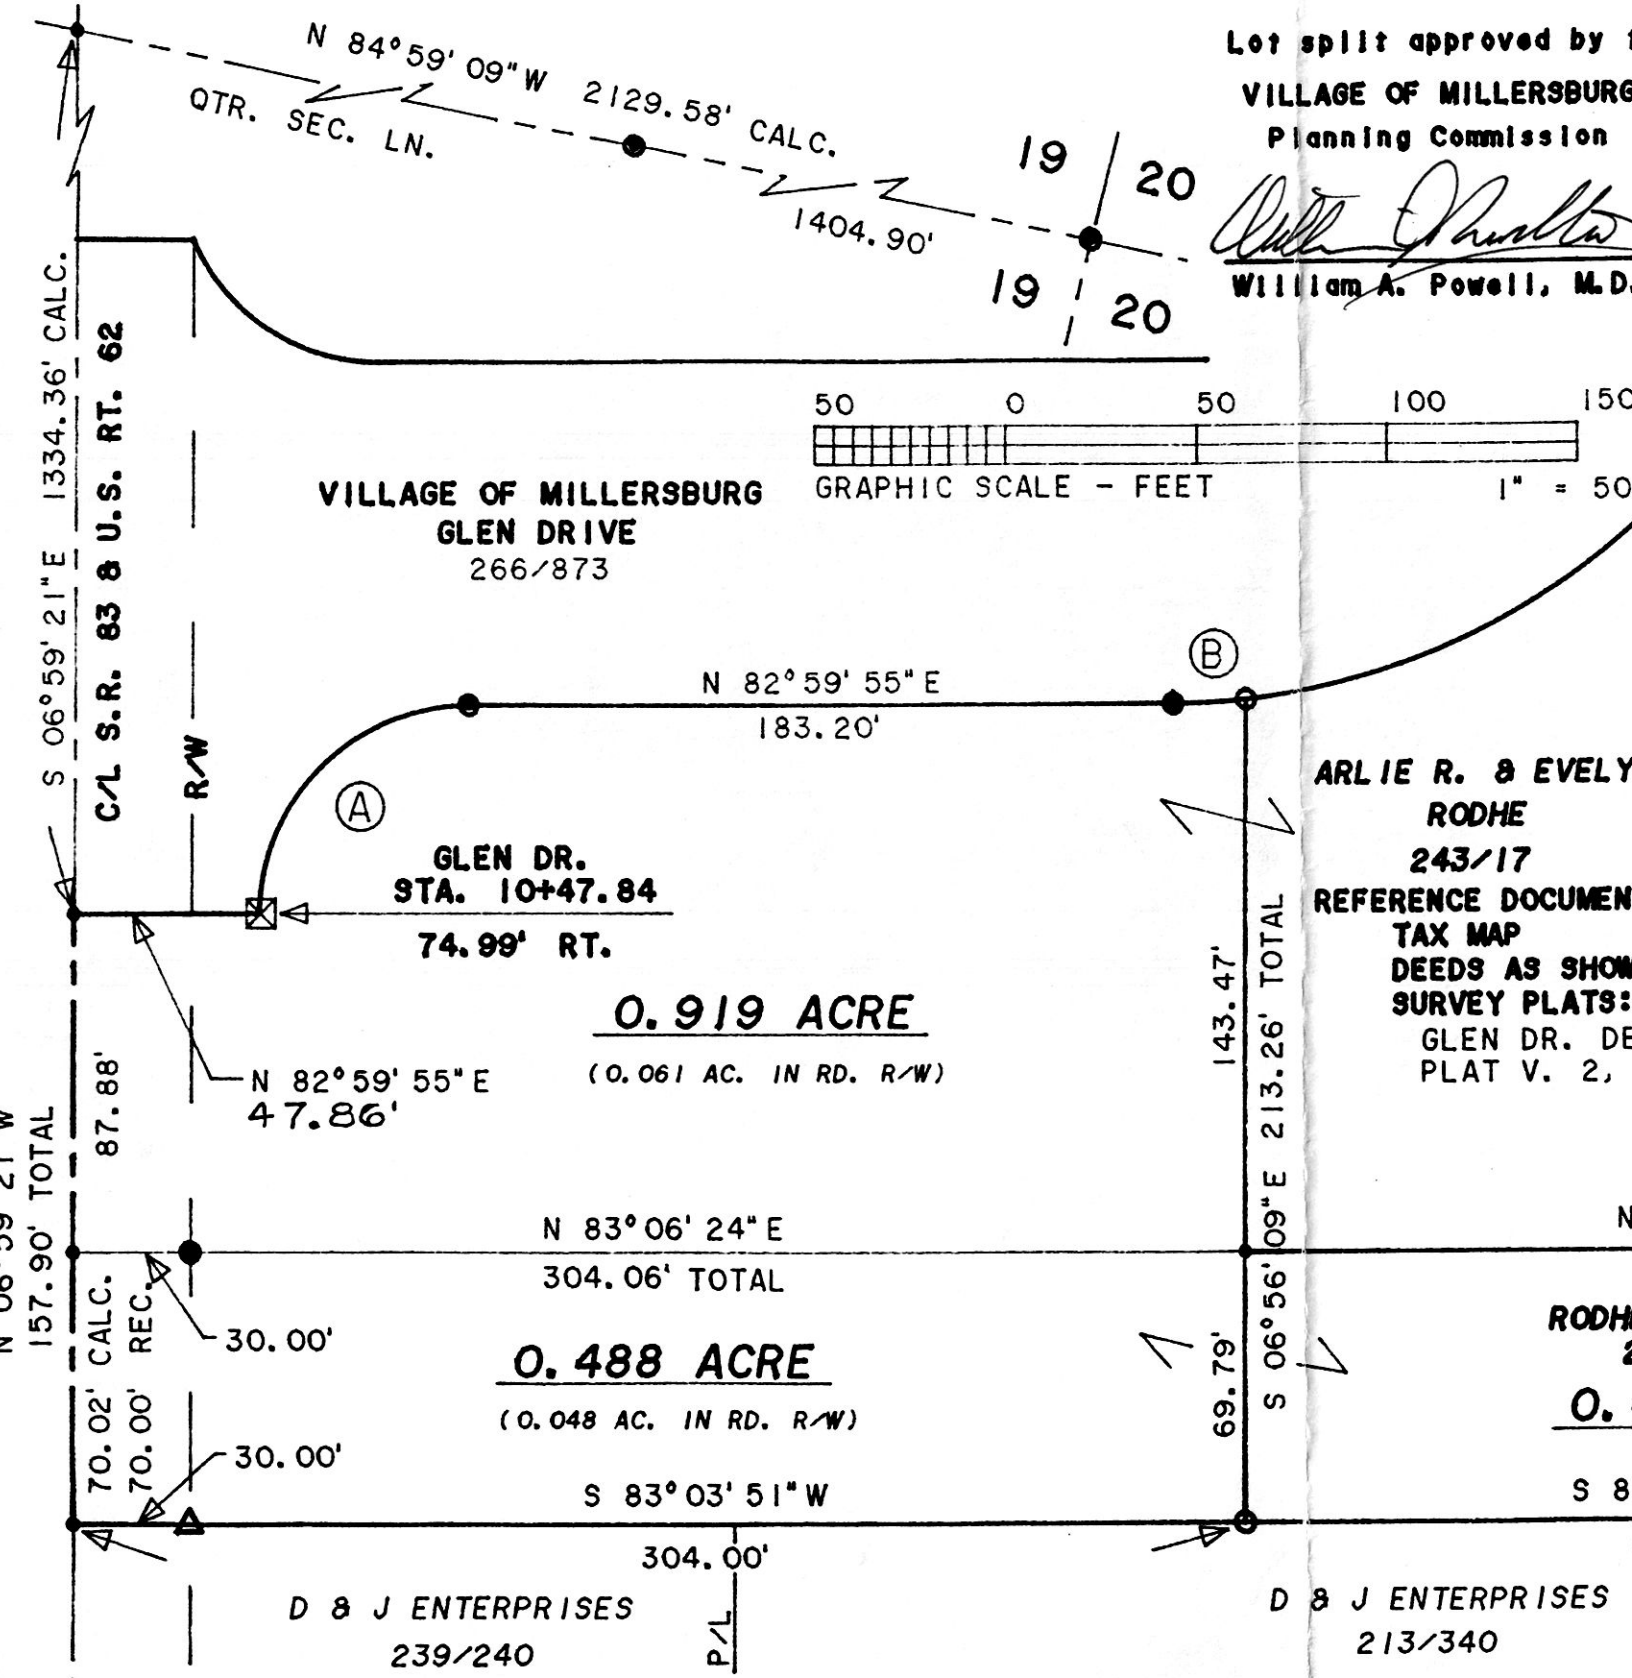 N 84°59'09"W 2129.58' CALC.
QTR. SEC. LN.
1404.90'
19 20
19 20
Lot split approved by
VILLAGE OF MILLERSBURG
Planning Commission
William A. Powell, M.D.
S 06°59'21"E 1334.36' CALC.
C/L S.R. 83 & U.S. RT. 62
R/W
50 0 50 100 150
GRAPHIC SCALE - FEET 1" = 50
VILLAGE OF MILLERSBURG
GLEN DRIVE
266/873
N 82°59'55"E
183.20'
B
A
ARLIE R. & EVELY
RODHE
243/17
REFERENCE DOCUMEN
TAX MAP
DEEDS AS SHOW
SURVEY PLATS:
GLEN DR. DE
PLAT V. 2,
GLEN DR.
STA. 10+47.84
74.99' RT.
0.919 ACRE
(0.061 AC. IN RD. R/W)
N 82°59'55"E
47.86'
87.88'
N 06°59'21"W
157.90' TOTAL
143.47'
S 06°56'09"E 213.26' TOTAL
N 83°06'24"E
304.06' TOTAL
N
70.02' CALC.
70.00' REC.
30.00'
0.488 ACRE
(0.048 AC. IN RD. R/W)
30.00'
69.79'
RODH
2
0.
S 83°03'51"W
304.00'
S 8
D & J ENTERPRISES
239/240
P/L
D & J ENTERPRISES
213/340